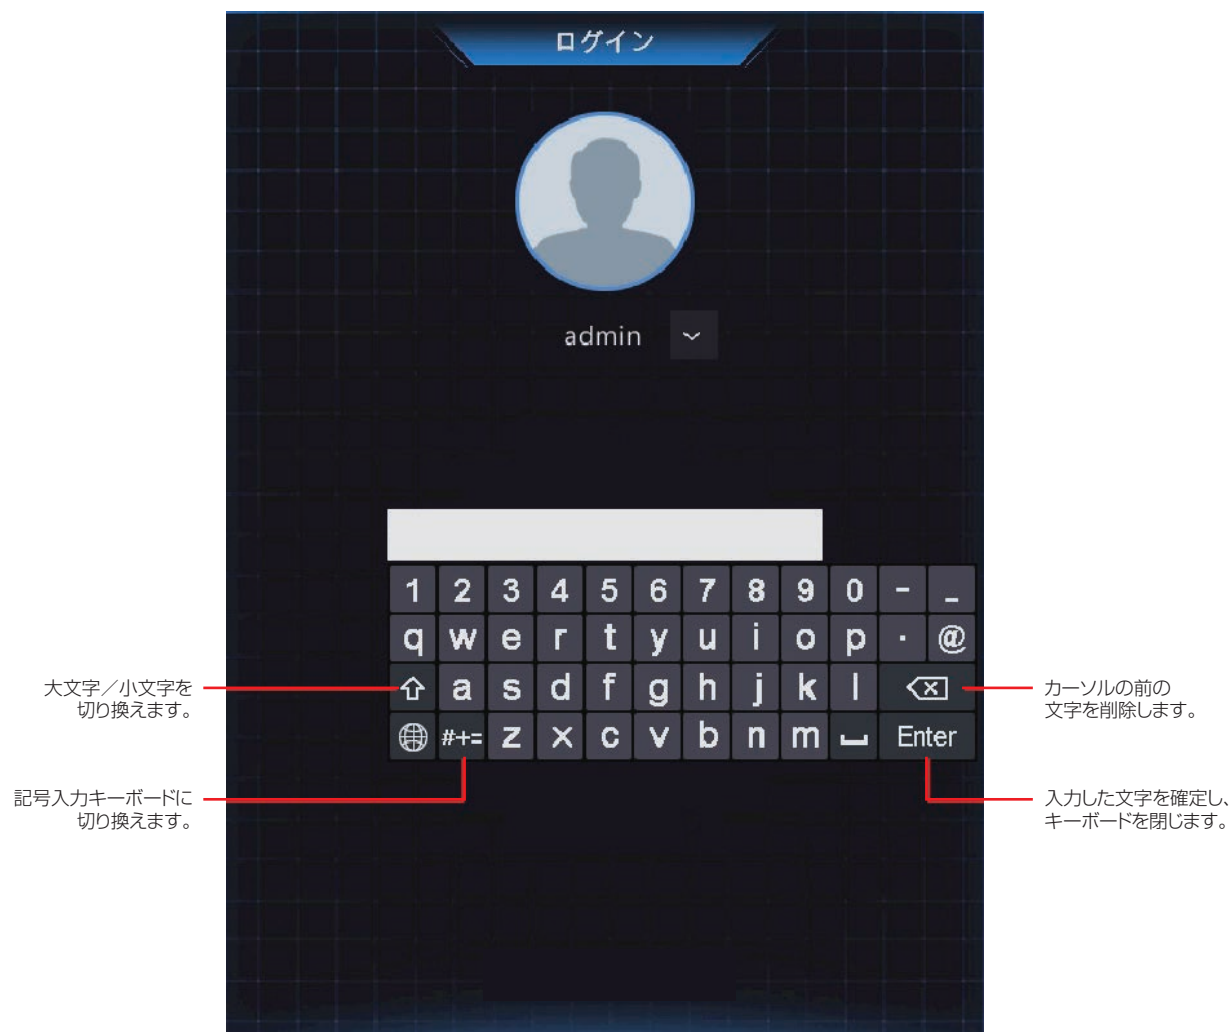 ログイン
admin
1 2 3 4 5 6 7 8 9 0 - _
q w e r t y u i o p . @
a s d f g h j k l
#+= z x c v b n m Enter
大文字／小文字を
切り換えます。
記号入力キーボードに
切り換えます。
カーソルの前の
文字を削除します。
入力した文字を確定し、
キーボードを閉じます。